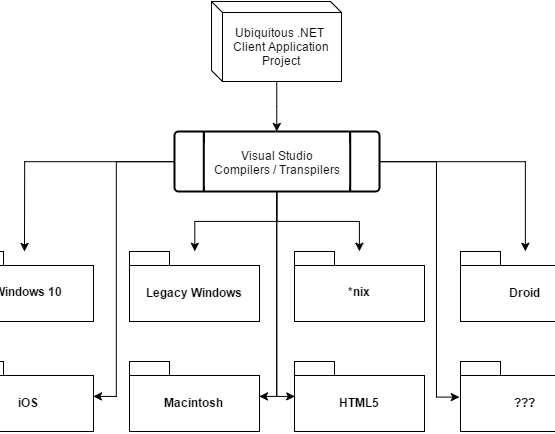 Ubiquitous .NET
Client Application
Project
Visual Studio
Compilers / Transpilers
Windows 10
Legacy Windows
*nix
Droid
iOS
Macintosh
HTML5
???